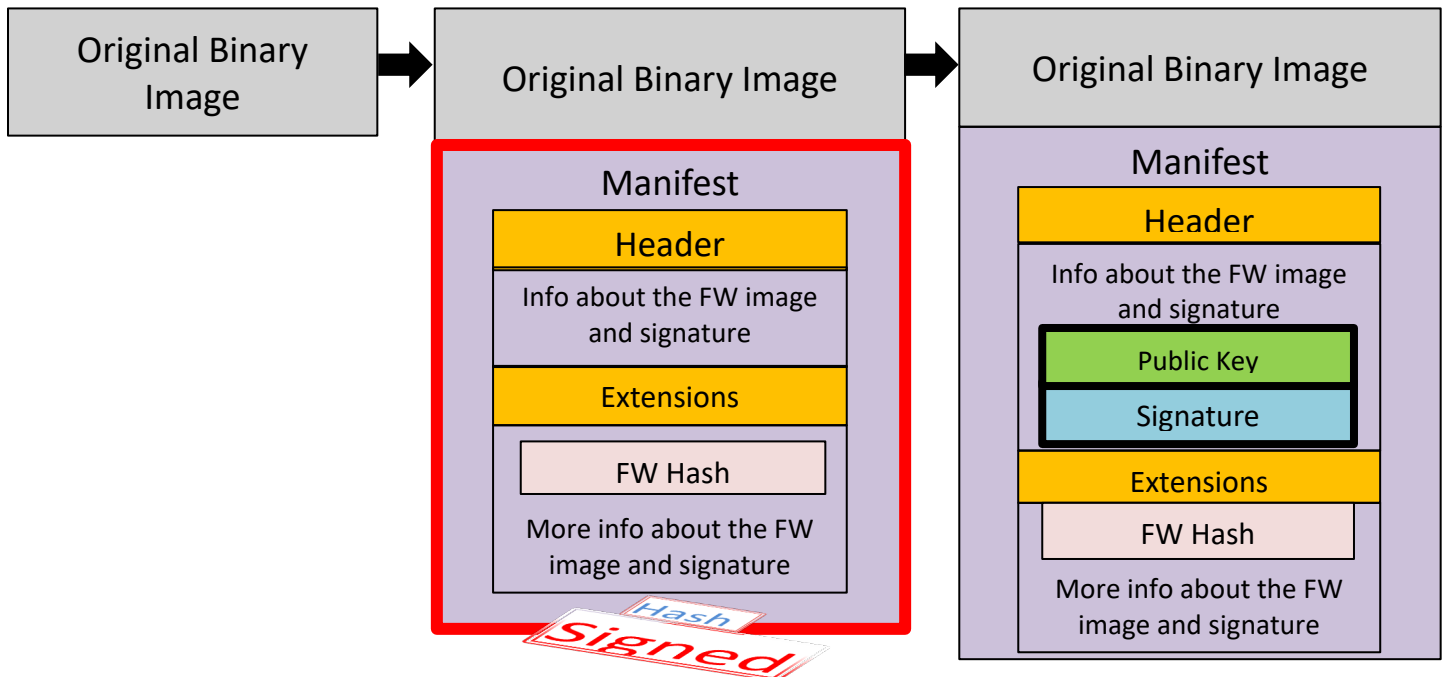 Original Binary
Image
Original Binary Image
Manifest
Header
Info about the FW image
and signature
Extensions
FW Hash
More info about the FW
image and signature
Hash
Signed
Original Binary Image
Manifest
Header
Info about the FW image
and signature
Public Key
Signature
Extensions
FW Hash
More info about the FW
image and signature